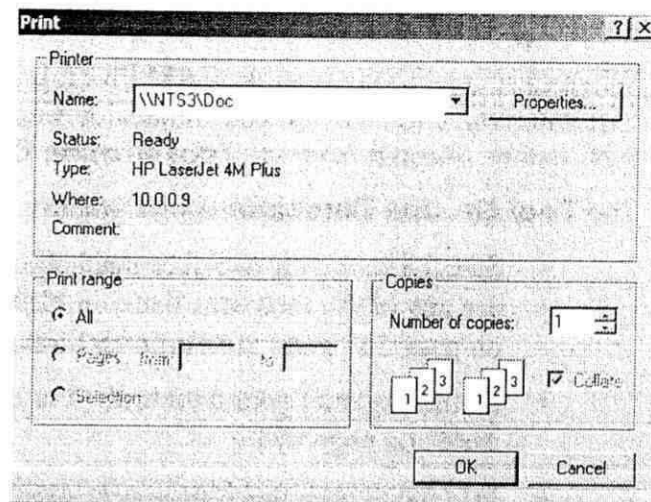 Print
Printer
Name: \\NTS3\Doc Properties...
Status: Ready
Type: HP LaserJet 4M Plus
Where: 10.0.0.9
Comment:
Print range
All
Pages from to
Selection
Copies
Number of copies: 1
1 2 3 1 2 3
Collate
OK Cancel